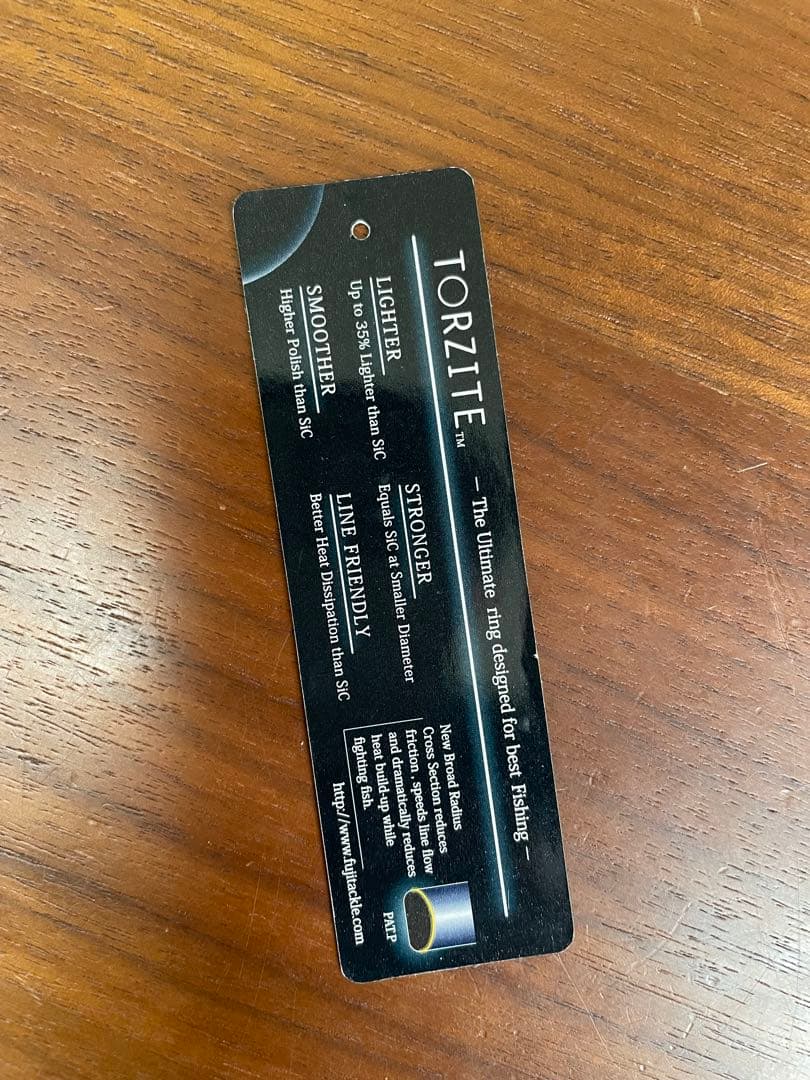 TORZITE™ — The Ultimate ring designed for best Fishing —
LIGHTER
Up to 35% Lighter than SiC
STRONGER
Equals SiC at Smaller Diameter
SMOOTHER
Higher Polish than SiC
LINE FRIENDLY
Better Heat Dissipation than SiC
New Broad Radius
Cross Section reduces
friction , speeds line flow
and dramatically reduces
heat build-up while
fighting fish.
PAT.P
http://www.fujitackle.com